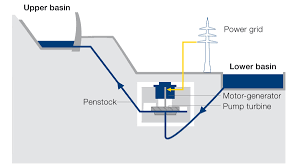 Upper basin
Power grid
Lower basin
Motor-generator
Penstock
Pump turbine